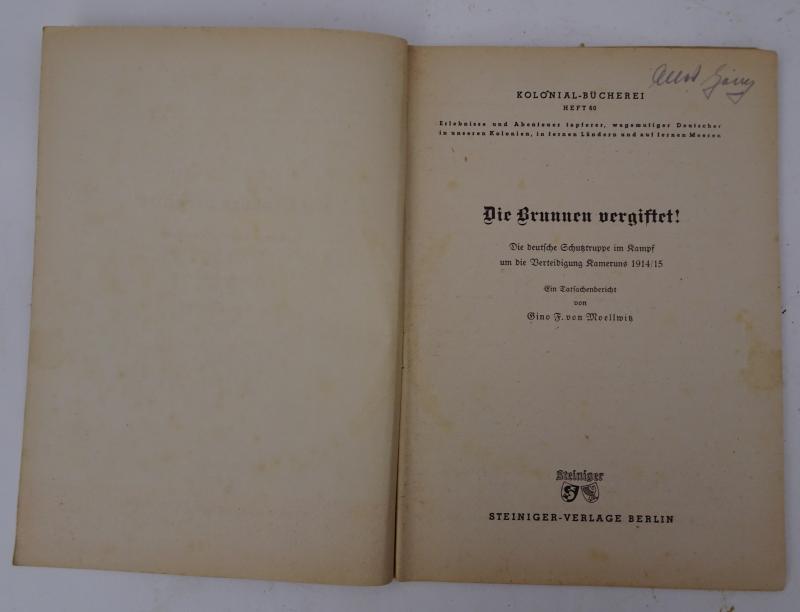 KOLONIAL-BÜCHEREI
HEFT 60
Erlebnisse und Abenteuer tapferer, wagemutiger Deutscher
in unseren Kolonien, in fernen Ländern und auf fernen Meeren
Die Brunnen vergiftet!
Die deutsche Schutztruppe im Kampf
um die Verteidigung Kameruns 1914/15
Ein Tatsachenbericht
von
Gino F. von Moellwitz
Steiniger
STEINIGER-VERLAGE BERLIN